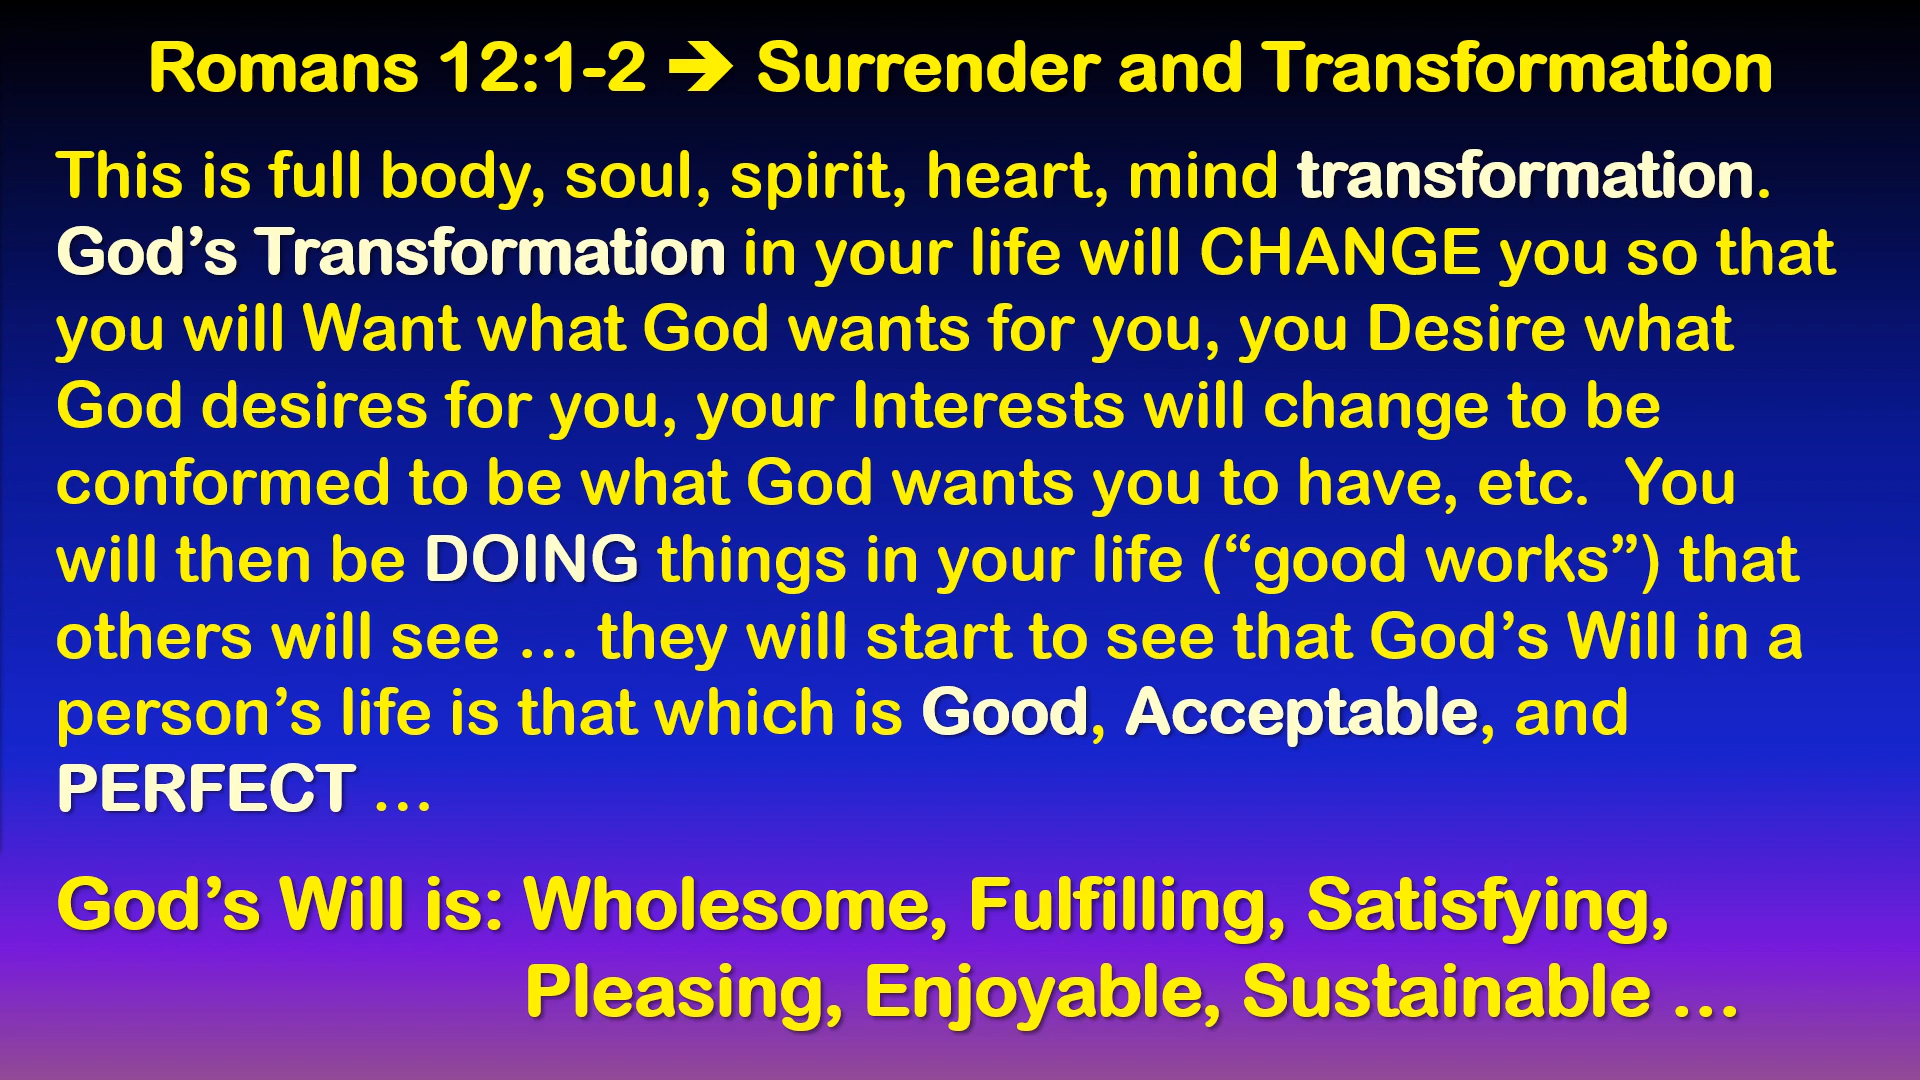 Romans 12:1-2 ➔ Surrender and Transformation
This is full body, soul, spirit, heart, mind transformation.
God’s Transformation in your life will CHANGE you so that
you will Want what God wants for you, you Desire what
God desires for you, your Interests will change to be
conformed to be what God wants you to have, etc.  You
will then be DOING things in your life (“good works”) that
others will see … they will start to see that God’s Will in a
person’s life is that which is Good, Acceptable, and
PERFECT …
God’s Will is: Wholesome, Fulfilling, Satisfying,
Pleasing, Enjoyable, Sustainable …